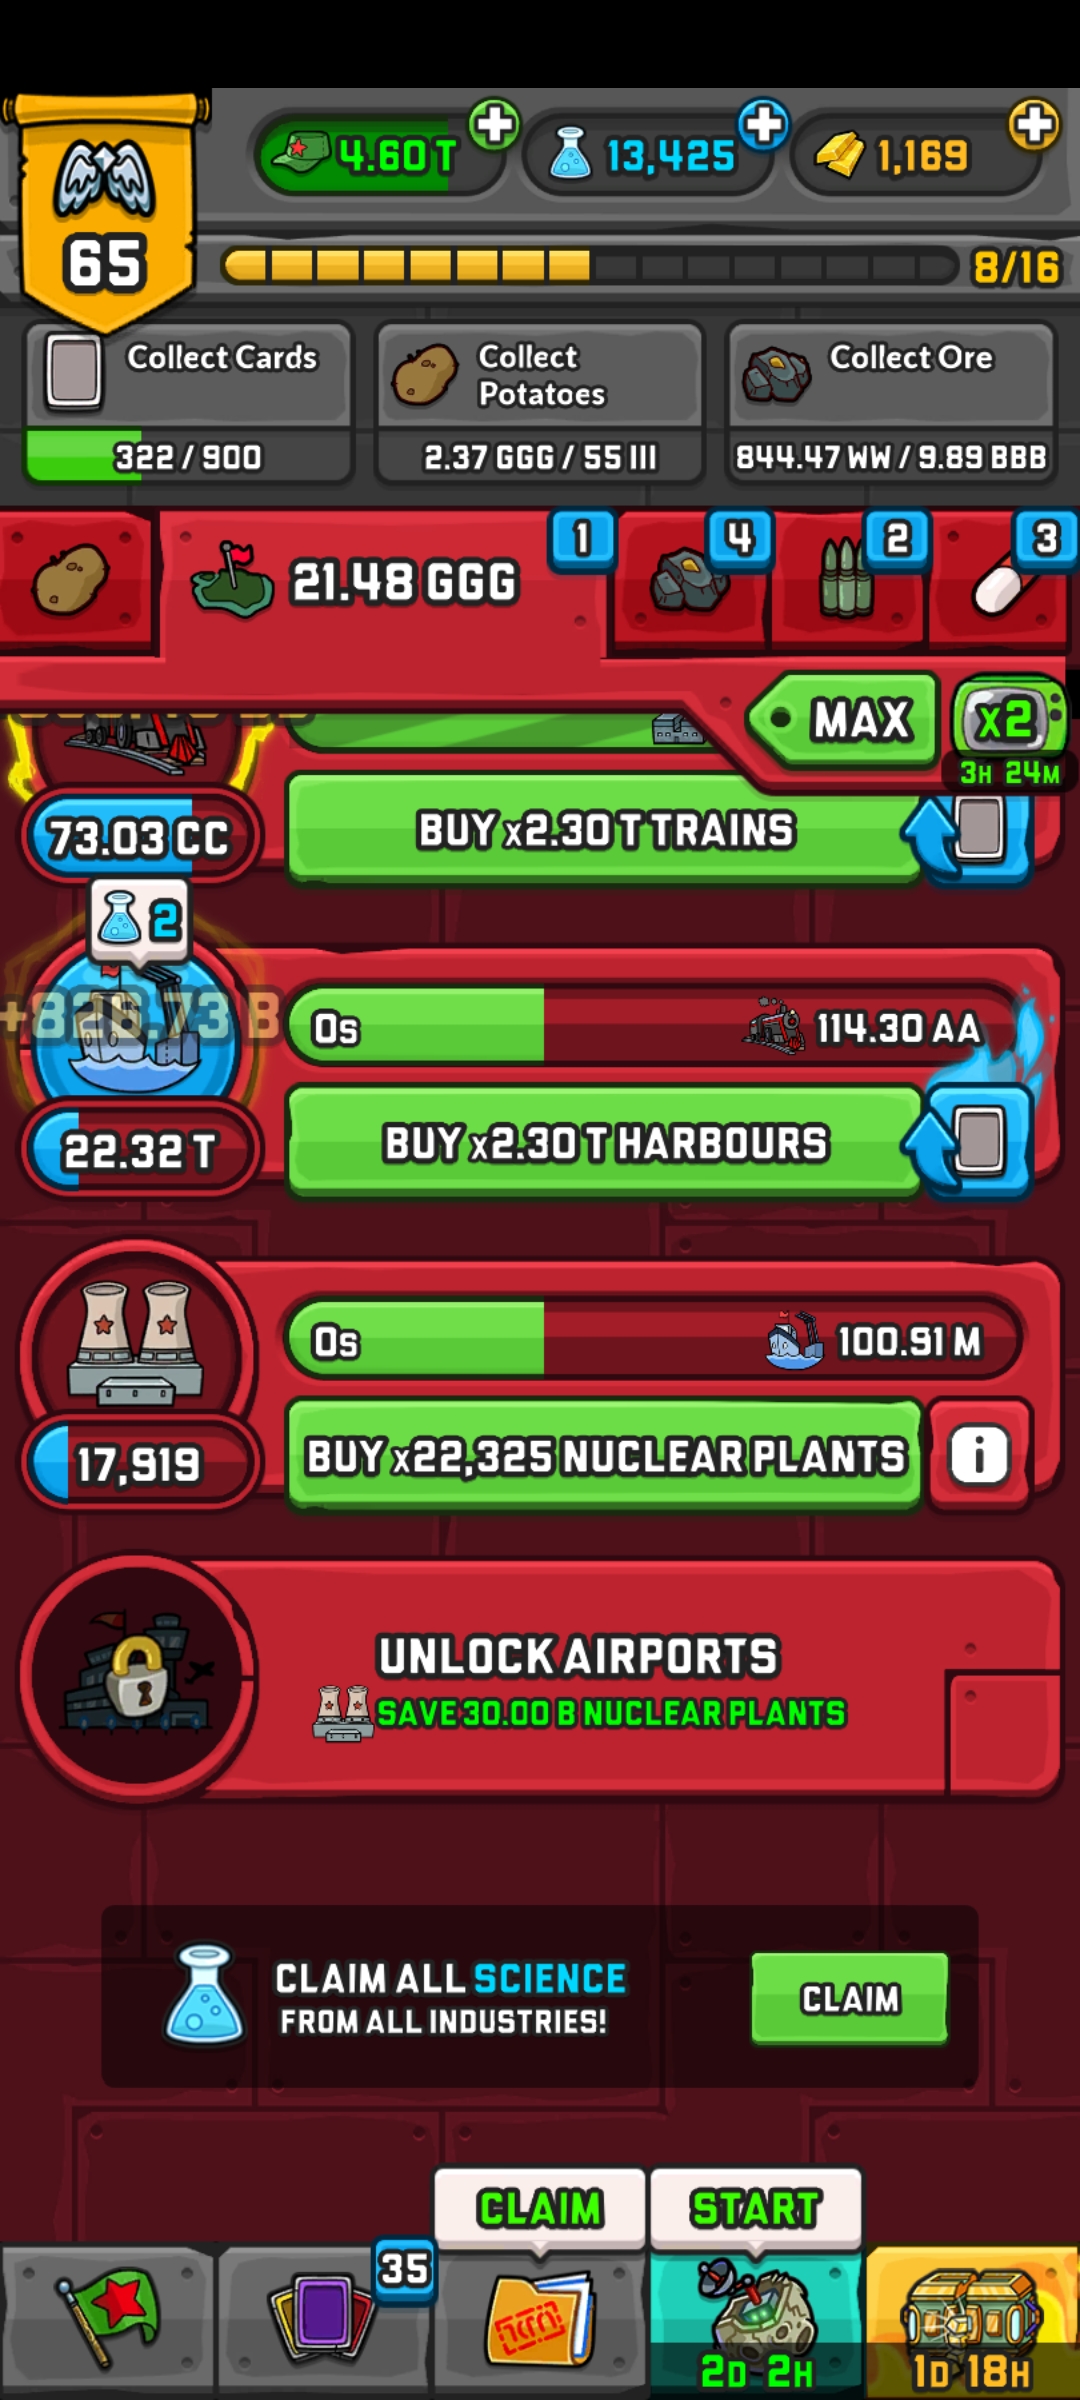 65
4.60 T
13,425
1,169
8/16
Collect Cards
322 / 900
Collect
Potatoes
2.37 GGG / 55 III
Collect Ore
844.47 WW / 9.89 BBB
21.48 GGG
1
4
2
3
MAX
x2
3H 24M
73.03 CC
BUY x2.30 T TRAINS
2
+826.73 B
0s
114.30 AA
22.32 T
BUY x2.30 T HARBOURS
0s
100.91 M
17,919
BUY x22,325 NUCLEAR PLANTS
i
UNLOCK AIRPORTS
SAVE 30.00 B NUCLEAR PLANTS
CLAIM ALL SCIENCE
FROM ALL INDUSTRIES!
CLAIM
CLAIM
START
35
2D 2H
1D 18H